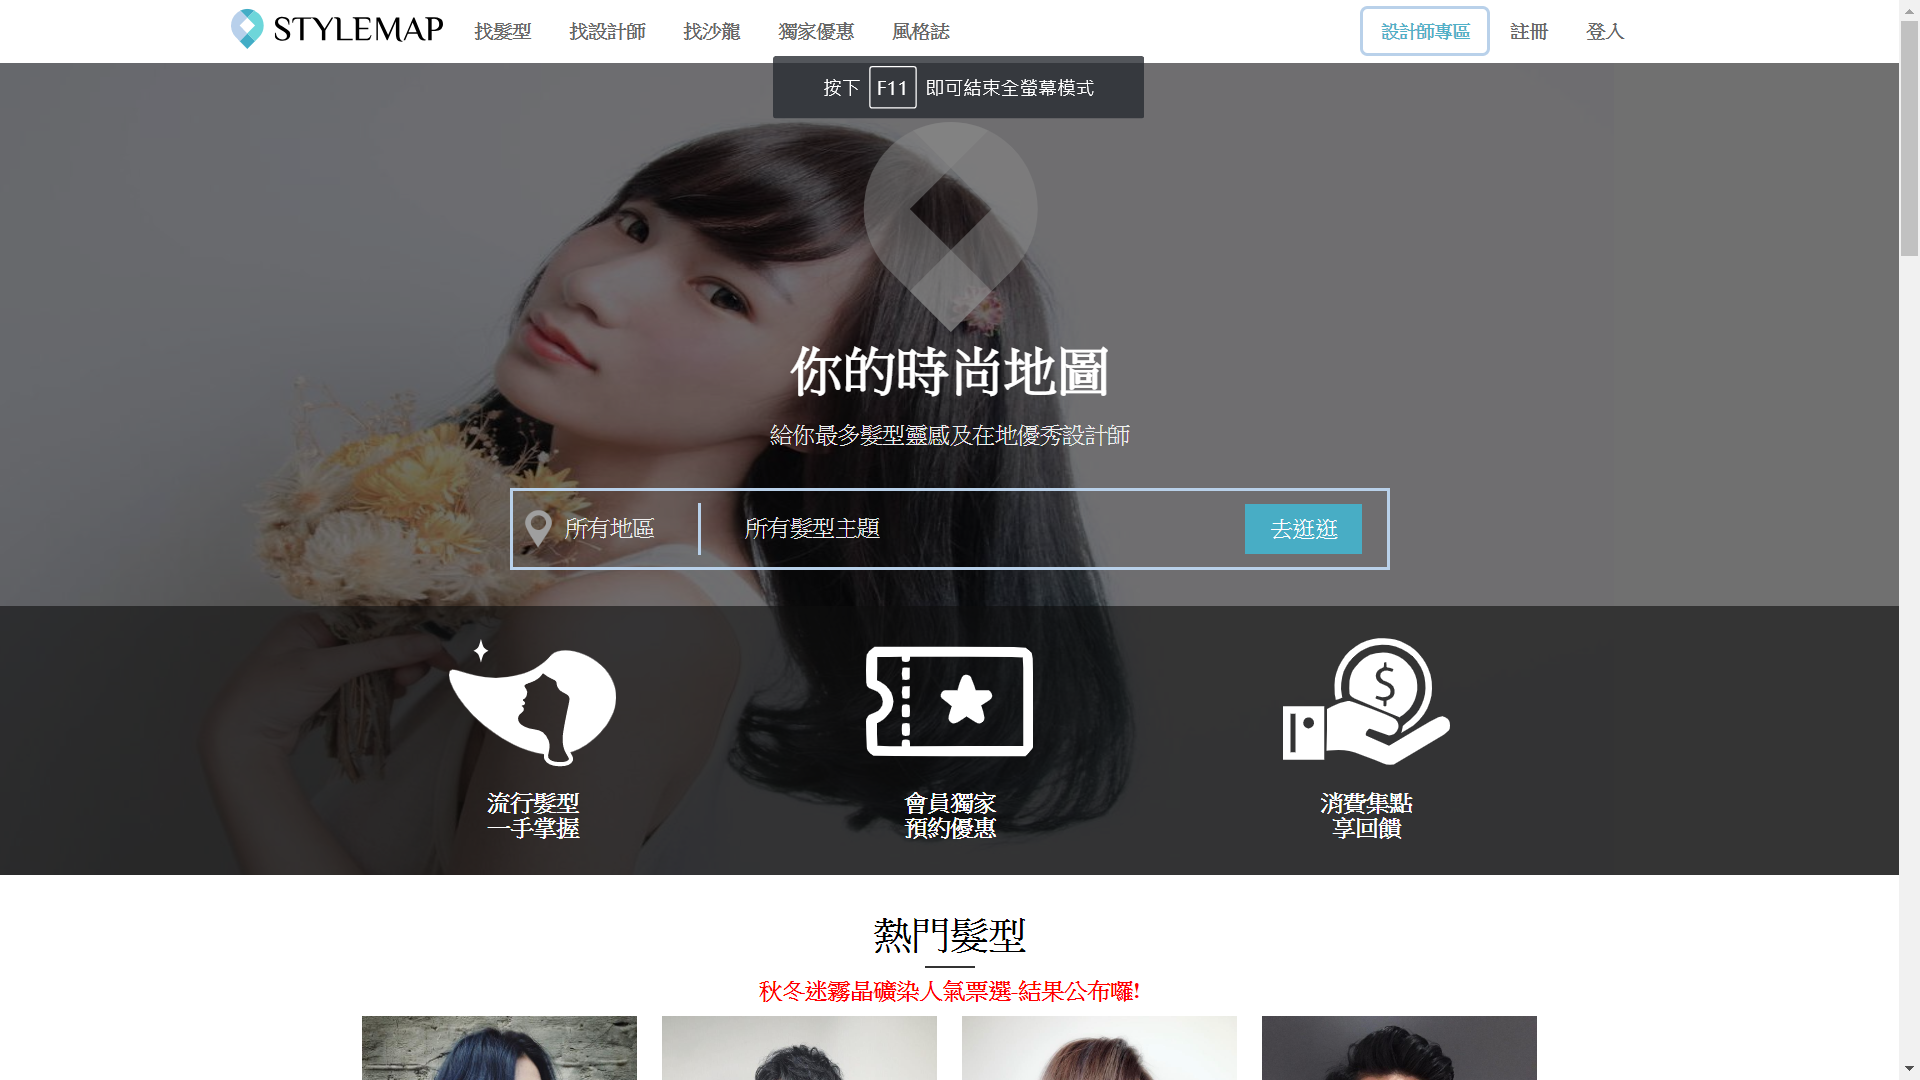 STYLEMAP 找髮型 找設計師 找沙龍 獨家優惠 風格誌 設計師專區 註冊 登入
按下 F11 即可結束全螢幕模式
你的時尚地圖
給你最多髮型靈感及在地優秀設計師
所有地區 所有髮型主題 去逛逛
流行髮型
一手掌握
會員獨家
預約優惠
消費集點
享回饋
熱門髮型
秋冬迷霧晶礦染人氣票選-結果公布囉!